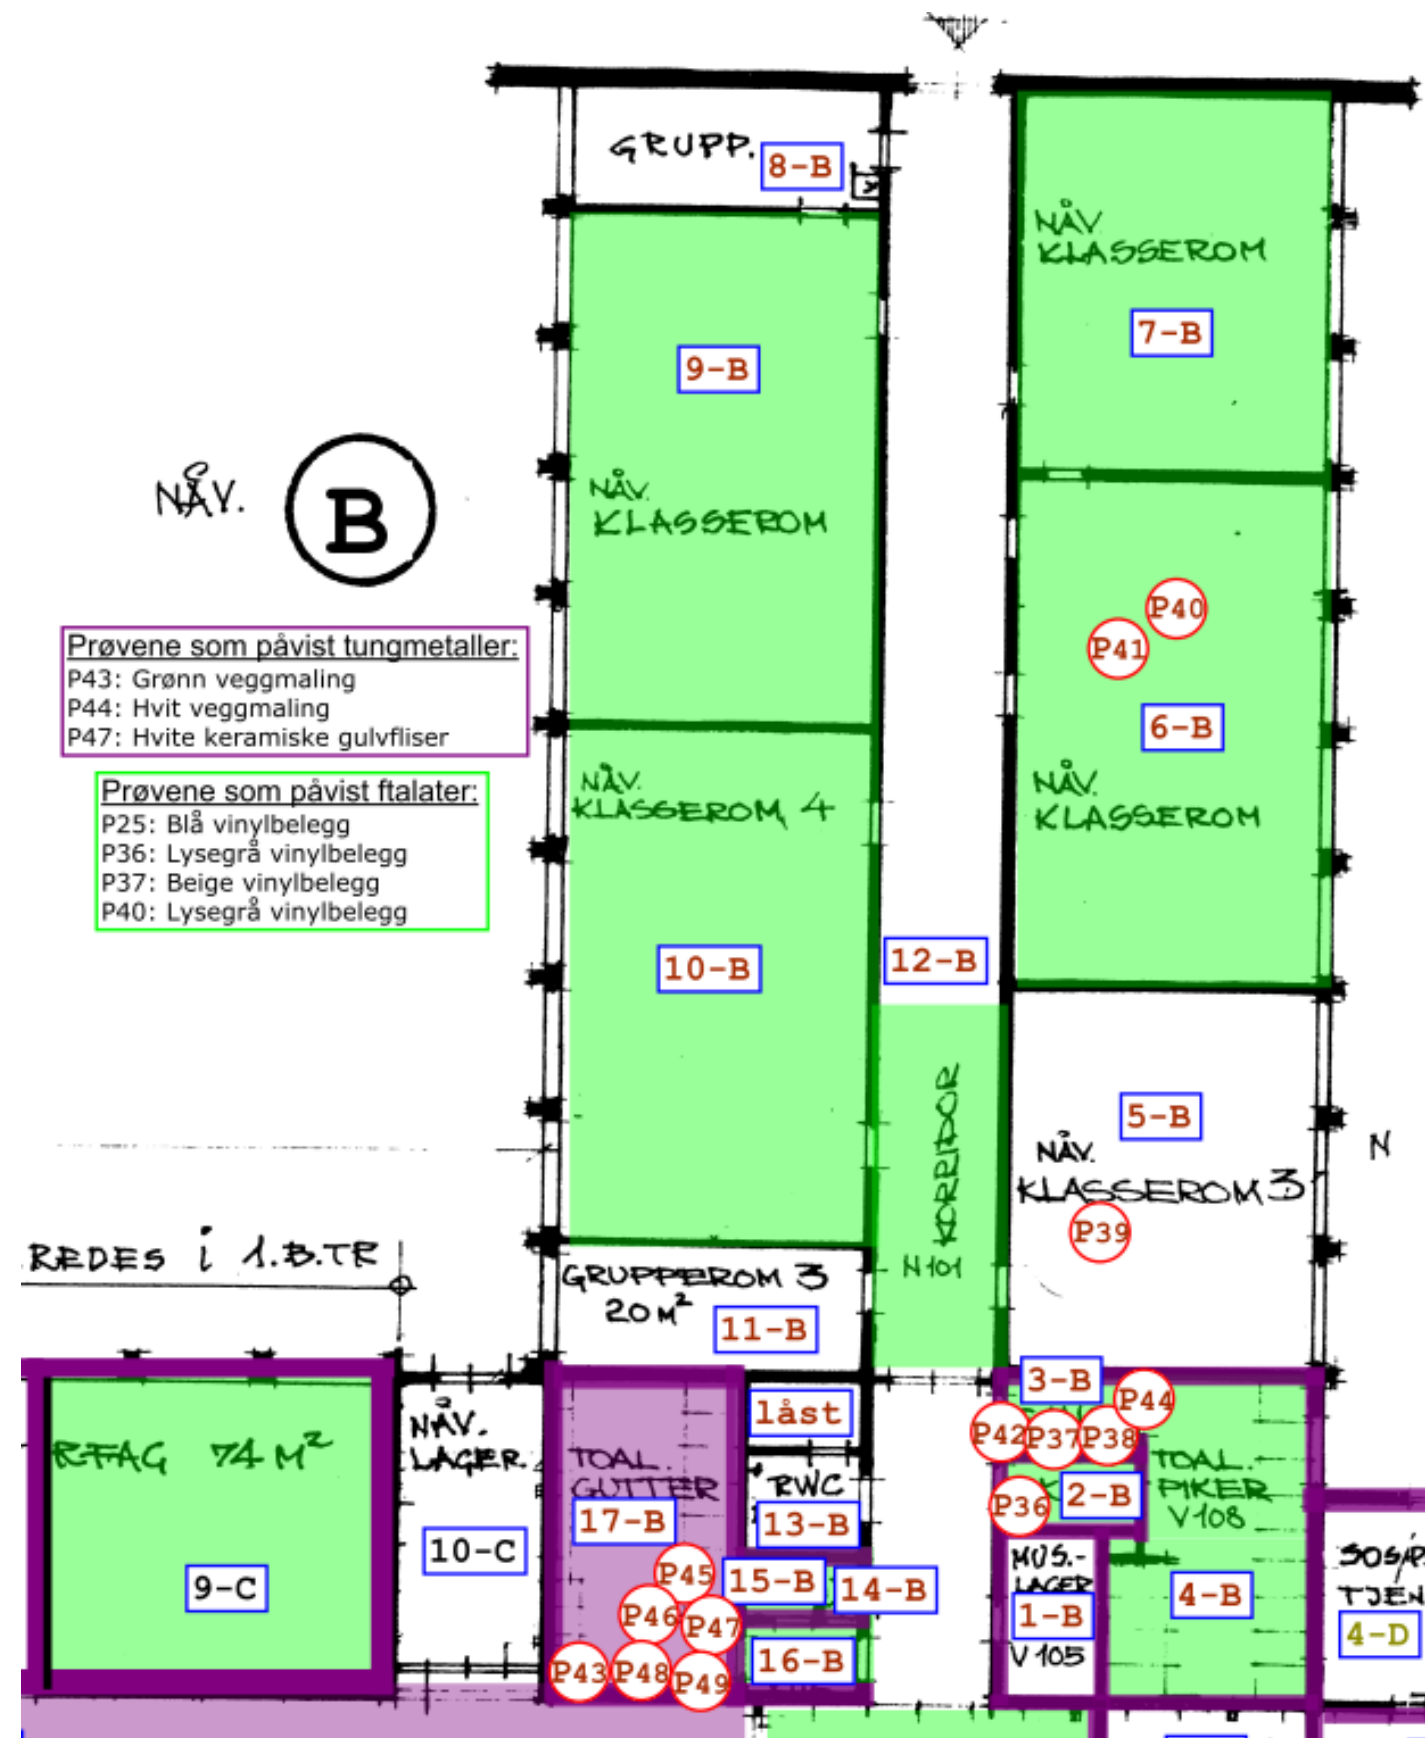 GRUPP.
8-B
NÅV.
KLASSEROM
7-B
9-B
NÅV.
KLASSEROM
NÅV.
B
P40
P41
6-B
NÅV.
KLASSEROM
Prøvene som påvist tungmetaller:
P43: Grønn veggmaling
P44: Hvit veggmaling
P47: Hvite keramiske gulvfliser
Prøvene som påvist ftalater:
P25: Blå vinylbelegg
P36: Lysegrå vinylbelegg
P37: Beige vinylbelegg
P40: Lysegrå vinylbelegg
NÅV.
KLASSEROM 4
10-B
12-B
KORRIDOR
N101
5-B
NÅV.
KLASSEROM 3
N
P39
REDES i 1.B.TR
GRUPPEROM 3
20 M²
11-B
RFAG 74 M²
9-C
NÅV.
LAGER
10-C
TOAL.
GUTTER
17-B
låst
RWC
13-B
15-B
14-B
16-B
P45
P46
P47
P43
P48
P49
3-B
P44
P42
P37
P38
P36
2-B
TOAL.
PIKER
V108
MUS.-
LAGER
1-B
V105
4-B
SOS/P.
TJEN
4-D